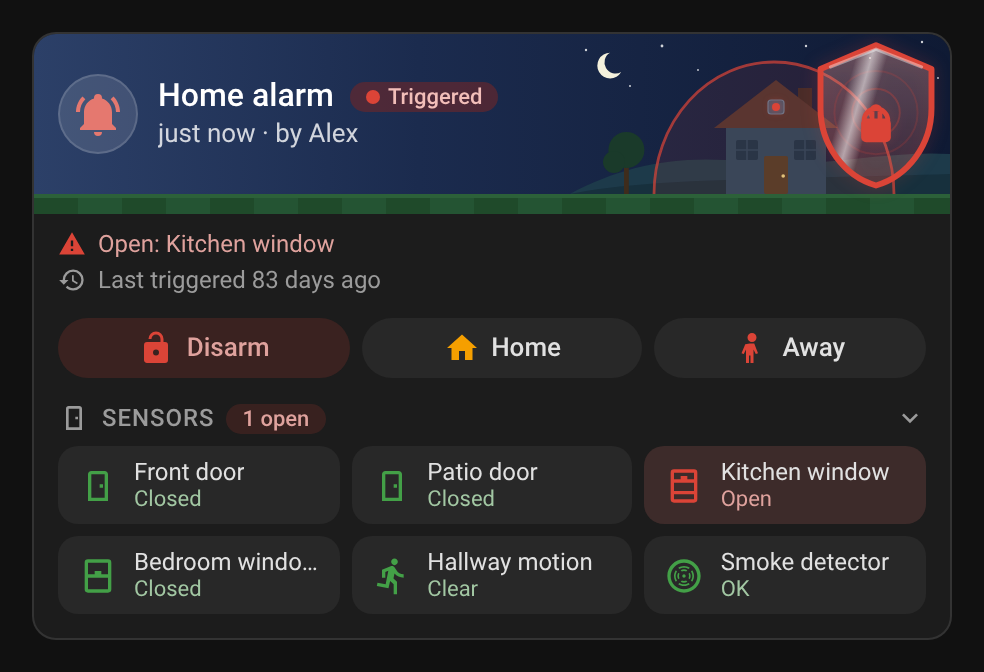 Home alarm
Triggered
just now · by Alex
Open: Kitchen window
Last triggered 83 days ago
Disarm
Home
Away
SENSORS
1 open
Front door
Closed
Patio door
Closed
Kitchen window
Open
Bedroom windo...
Closed
Hallway motion
Clear
Smoke detector
OK